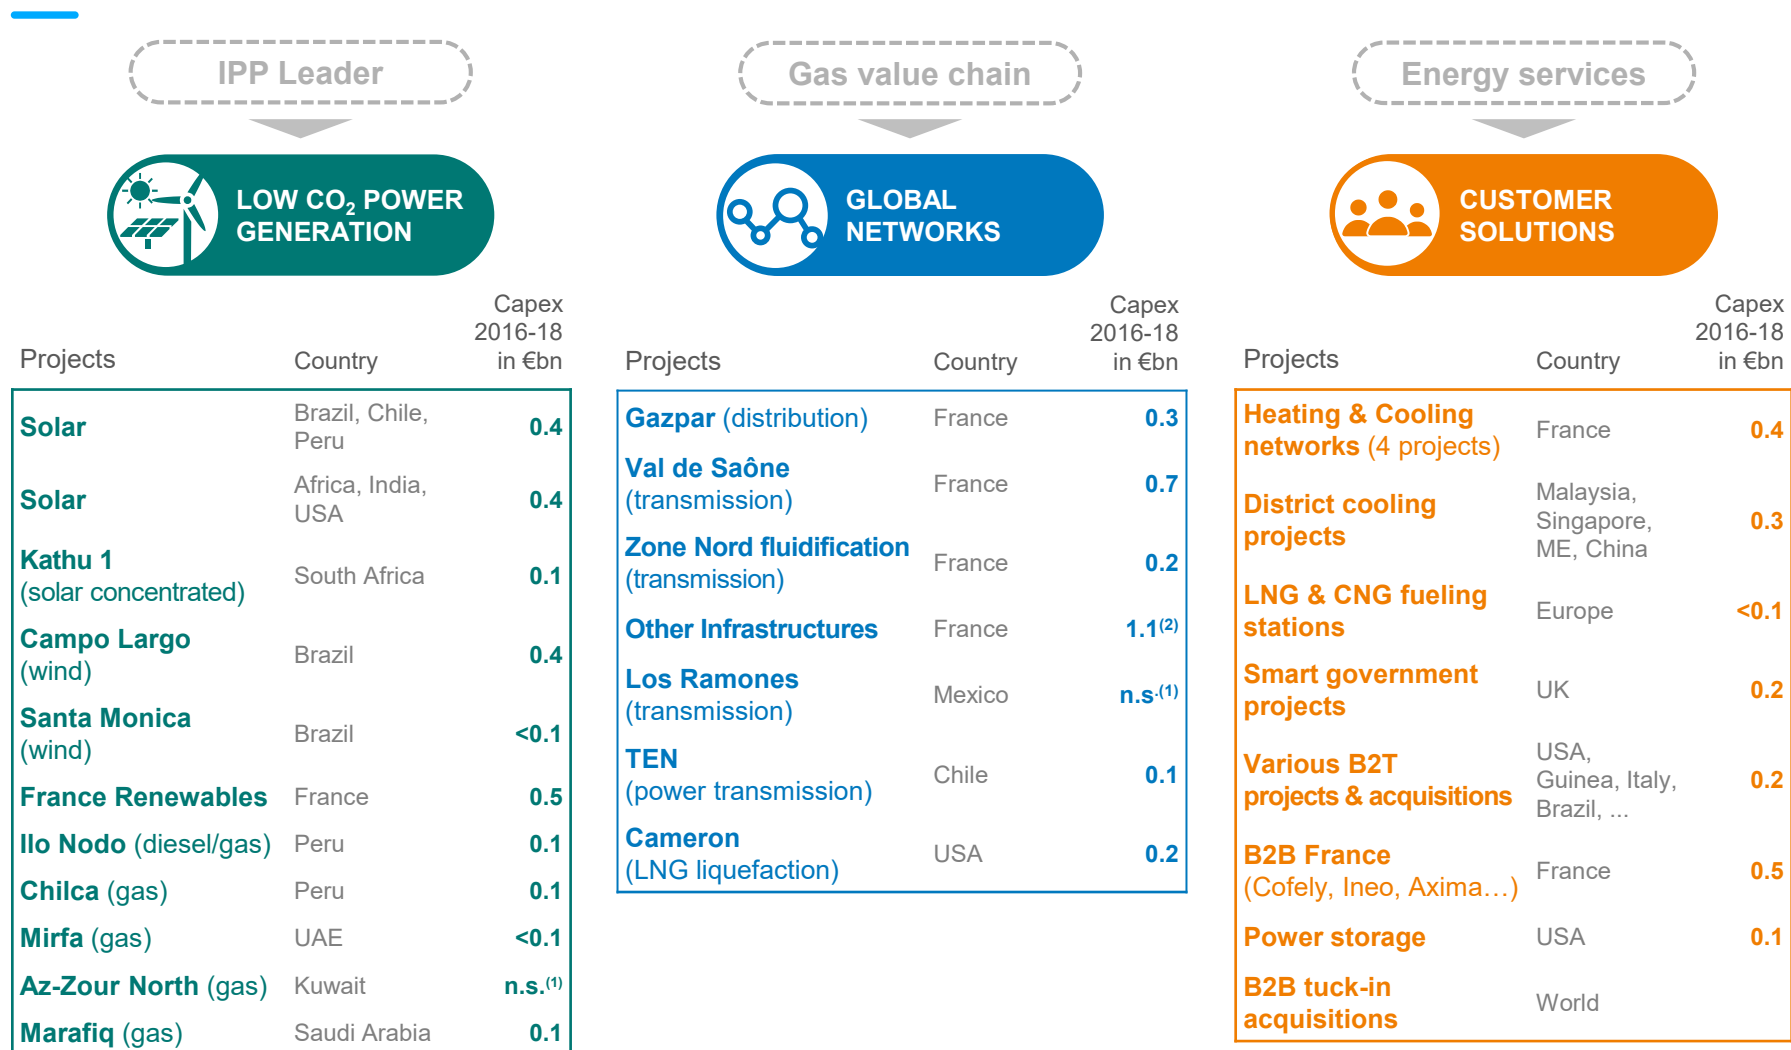 IPP Leader
LOW CO2 POWER
GENERATION
Projects Country Capex
2016-18
in €bn
Solar Brazil, Chile,
Peru 0.4
Solar Africa, India,
USA 0.4
Kathu 1
(solar concentrated) South Africa 0.1
Campo Largo
(wind) Brazil 0.4
Santa Monica
(wind) Brazil <0.1
France Renewables France 0.5
Ilo Nodo (diesel/gas) Peru 0.1
Chilca (gas) Peru 0.1
Mirfa (gas) UAE <0.1
Az-Zour North (gas) Kuwait n.s.(1)
Marafiq (gas) Saudi Arabia 0.1
Gas value chain
GLOBAL
NETWORKS
Projects Country Capex
2016-18
in €bn
Gazpar (distribution) France 0.3
Val de Saône
(transmission) France 0.7
Zone Nord fluidification
(transmission) France 0.2
Other Infrastructures France 1.1(2)
Los Ramones
(transmission) Mexico n.s.(1)
TEN
(power transmission) Chile 0.1
Cameron
(LNG liquefaction) USA 0.2
Energy services
CUSTOMER
SOLUTIONS
Projects Country Capex
2016-18
in €bn
Heating & Cooling
networks (4 projects) France 0.4
District cooling
projects Malaysia,
Singapore,
ME, China 0.3
LNG & CNG fueling
stations Europe <0.1
Smart government
projects UK 0.2
Various B2T
projects & acquisitions USA,
Guinea, Italy,
Brazil, ... 0.2
B2B France
(Cofely, Ineo, Axima…) France 0.5
Power storage USA 0.1
B2B tuck-in
acquisitions World